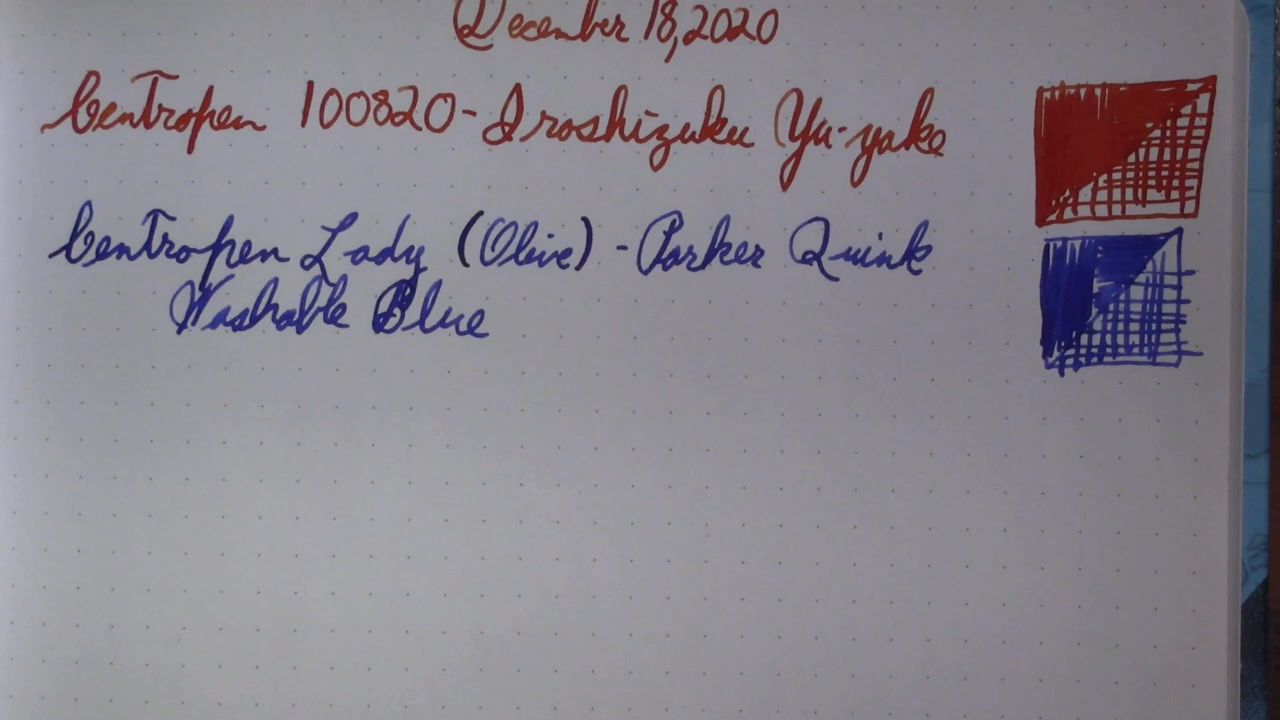 December 18, 2020
Centropen 100820 - Iroshizuku Yu-yake
Centropen Lady (Olive) - Parker Quink
Washable Blue